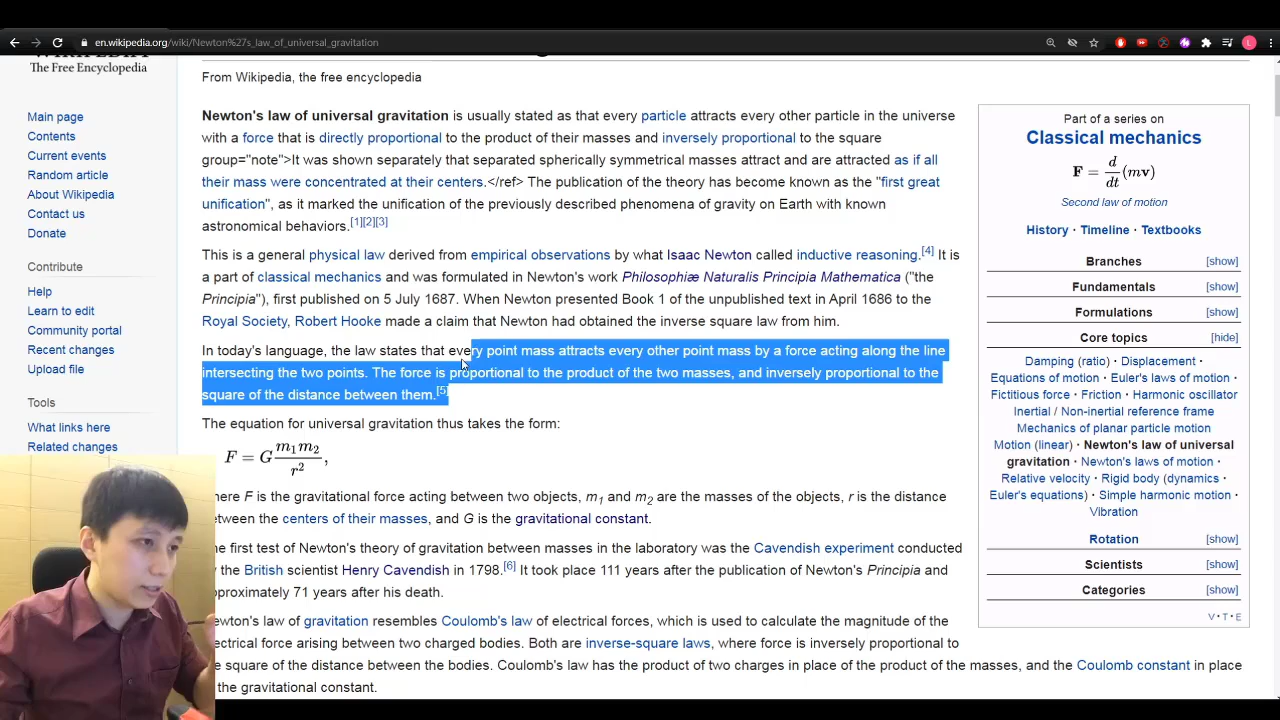 en.wikipedia.org/wiki/Newton%27s_law_of_universal_gravitation
The Free Encyclopedia
Main page
Contents
Current events
Random article
About Wikipedia
Contact us
Donate
Contribute
Help
Learn to edit
Community portal
Recent changes
Upload file
Tools
What links here
Related changes
From Wikipedia, the free encyclopedia
Newton's law of universal gravitation is usually stated as that every particle attracts every other particle in the universe
with a force that is directly proportional to the product of their masses and inversely proportional to the square
group="note">It was shown separately that separated spherically symmetrical masses attract and are attracted as if all
their mass were concentrated at their centers.</ref> The publication of the theory has become known as the "first great
unification", as it marked the unification of the previously described phenomena of gravity on Earth with known
astronomical behaviors.[1][2][3]
This is a general physical law derived from empirical observations by what Isaac Newton called inductive reasoning.[4] It is
a part of classical mechanics and was formulated in Newton's work Philosophiæ Naturalis Principia Mathematica ("the
Principia"), first published on 5 July 1687. When Newton presented Book 1 of the unpublished text in April 1686 to the
Royal Society, Robert Hooke made a claim that Newton had obtained the inverse square law from him.
In today's language, the law states that every point mass attracts every other point mass by a force acting along the line
intersecting the two points. The force is proportional to the product of the two masses, and inversely proportional to the
square of the distance between them.[5]
The equation for universal gravitation thus takes the form:
F = G m1m2 / r2,
here F is the gravitational force acting between two objects, m1 and m2 are the masses of the objects, r is the distance
etween the centers of their masses, and G is the gravitational constant.
he first test of Newton's theory of gravitation between masses in the laboratory was the Cavendish experiment conducted
the British scientist Henry Cavendish in 1798.[6] It took place 111 years after the publication of Newton's Principia and
pproximately 71 years after his death.
ewton's law of gravitation resembles Coulomb's law of electrical forces, which is used to calculate the magnitude of the
ectrical force arising between two charged bodies. Both are inverse-square laws, where force is inversely proportional to
e square of the distance between the bodies. Coulomb's law has the product of two charges in place of the product of the masses, and the Coulomb constant in place
the gravitational constant.
Part of a series on
Classical mechanics
F = d/dt (mv)
Second law of motion
History · Timeline · Textbooks
Branches [show]
Fundamentals [show]
Formulations [show]
Core topics [hide]
Damping (ratio) · Displacement ·
Equations of motion · Euler's laws of motion ·
Fictitious force · Friction · Harmonic oscillator
Inertial / Non-inertial reference frame
Mechanics of planar particle motion
Motion (linear) · Newton's law of universal
gravitation · Newton's laws of motion ·
Relative velocity · Rigid body (dynamics ·
Euler's equations) · Simple harmonic motion ·
Vibration
Rotation [show]
Scientists [show]
Categories [show]
V · T · E